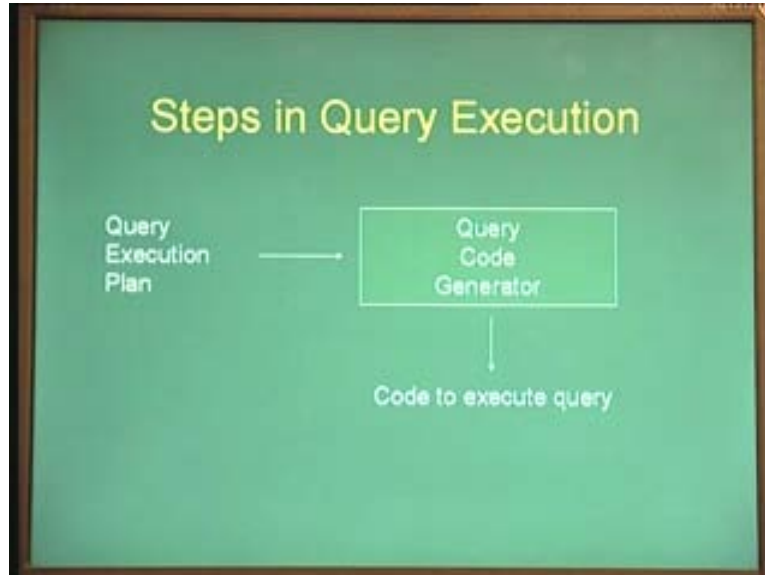 Steps in Query Execution
Query
Execution
Plan
Query
Code
Generator
Code to execute query